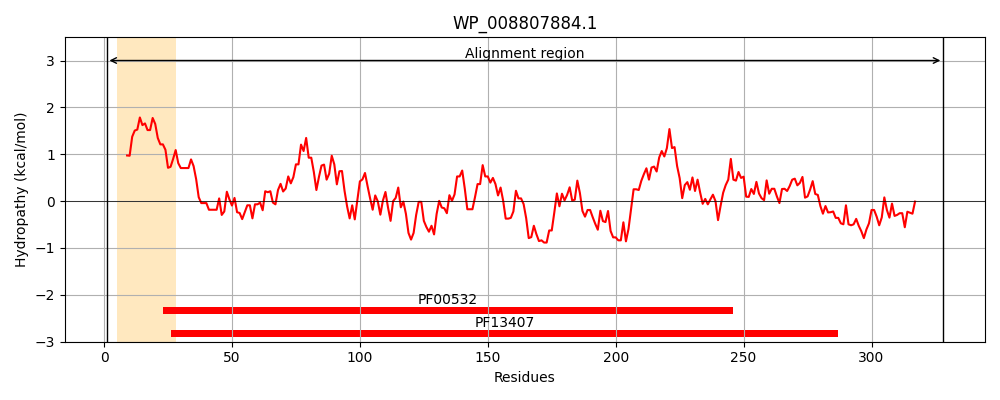 WP_008807884.1
Alignment region
3
2
1
0
−1
−2
−3
Hydropathy (kcal/mol)
PF00532
PF13407
0 50 100 150 200 250 300
Residues